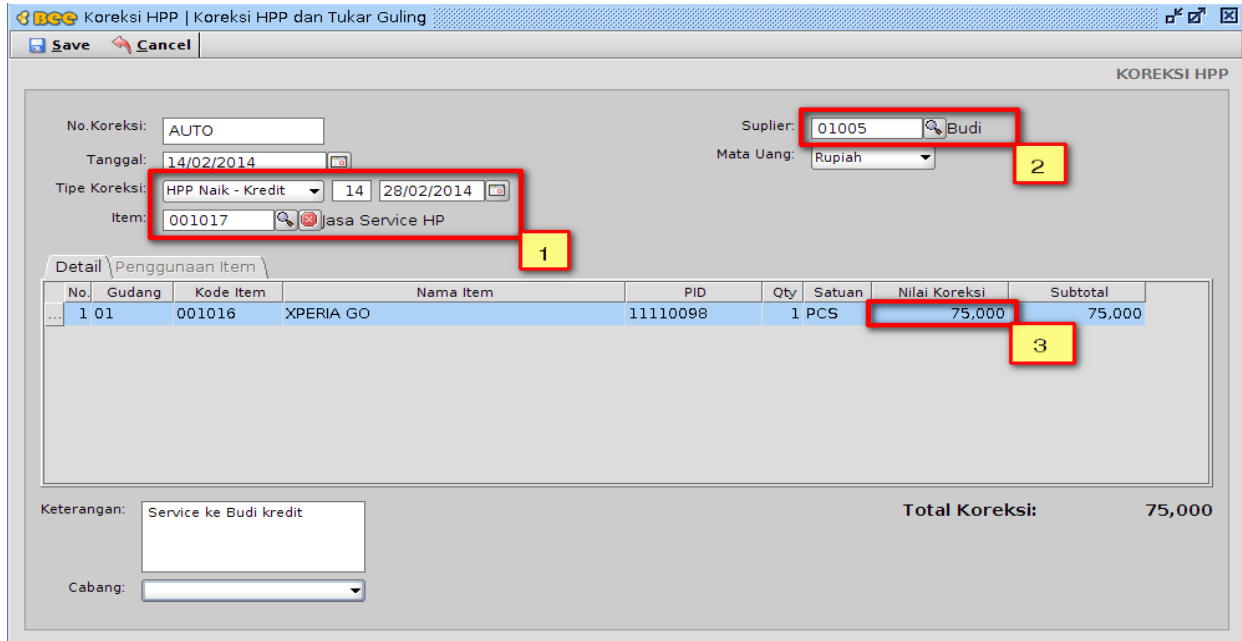 BEE Koreksi HPP | Koreksi HPP dan Tukar Guling
Save Cancel
KOREKSI HPP
No.Koreksi: AUTO
Suplier: 01005 Budi
Tanggal: 14/02/2014
Mata Uang: Rupiah
2
Tipe Koreksi: HPP Naik - Kredit 14 28/02/2014
Item: 001017 Jasa Service HP
1
Detail Penggunaan Item
No. Gudang Kode Item Nama Item PID Qty Satuan Nilai Koreksi Subtotal
... 1 01 001016 XPERIA GO 11110098 1 PCS 75,000 75,000
3
Keterangan: Service ke Budi kredit
Total Koreksi: 75,000
Cabang: